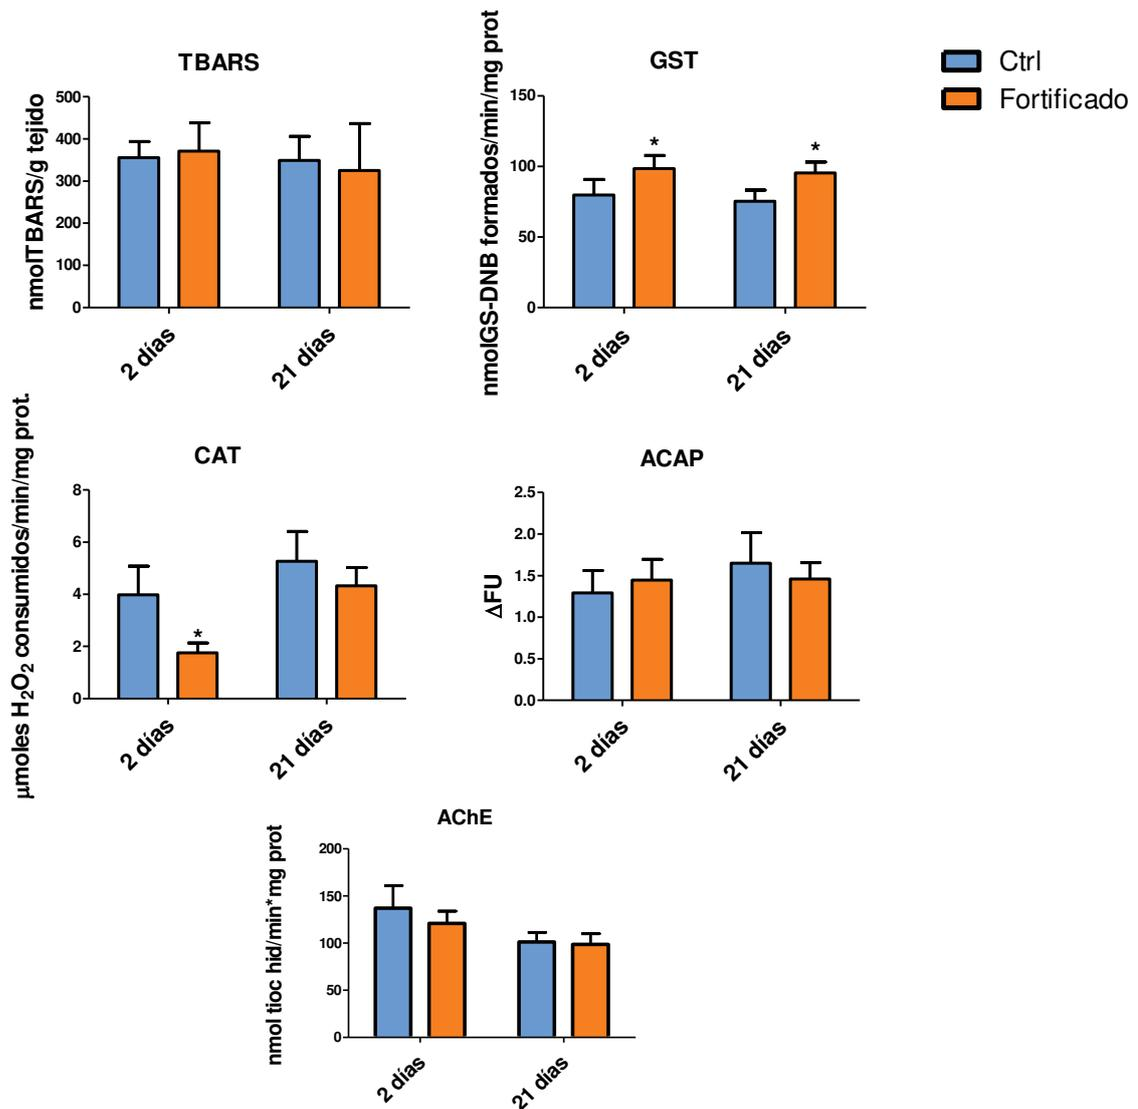 TBARS
nmolTBARS/g tejido
500
400
300
200
100
0
2 días
21 días
GST
nmolGS-DNB formados/min/mg prot
150
100
50
0
*
*
2 días
21 días
Ctrl
Fortificado
CAT
μmoles H₂O₂ consumidos/min/mg prot.
8
6
4
2
0
*
2 días
21 días
ACAP
ΔFU
2.5
2.0
1.5
1.0
0.5
0.0
2 días
21 días
AChE
nmol tioc hid/min*mg prot
200
150
100
50
0
2 días
21 días